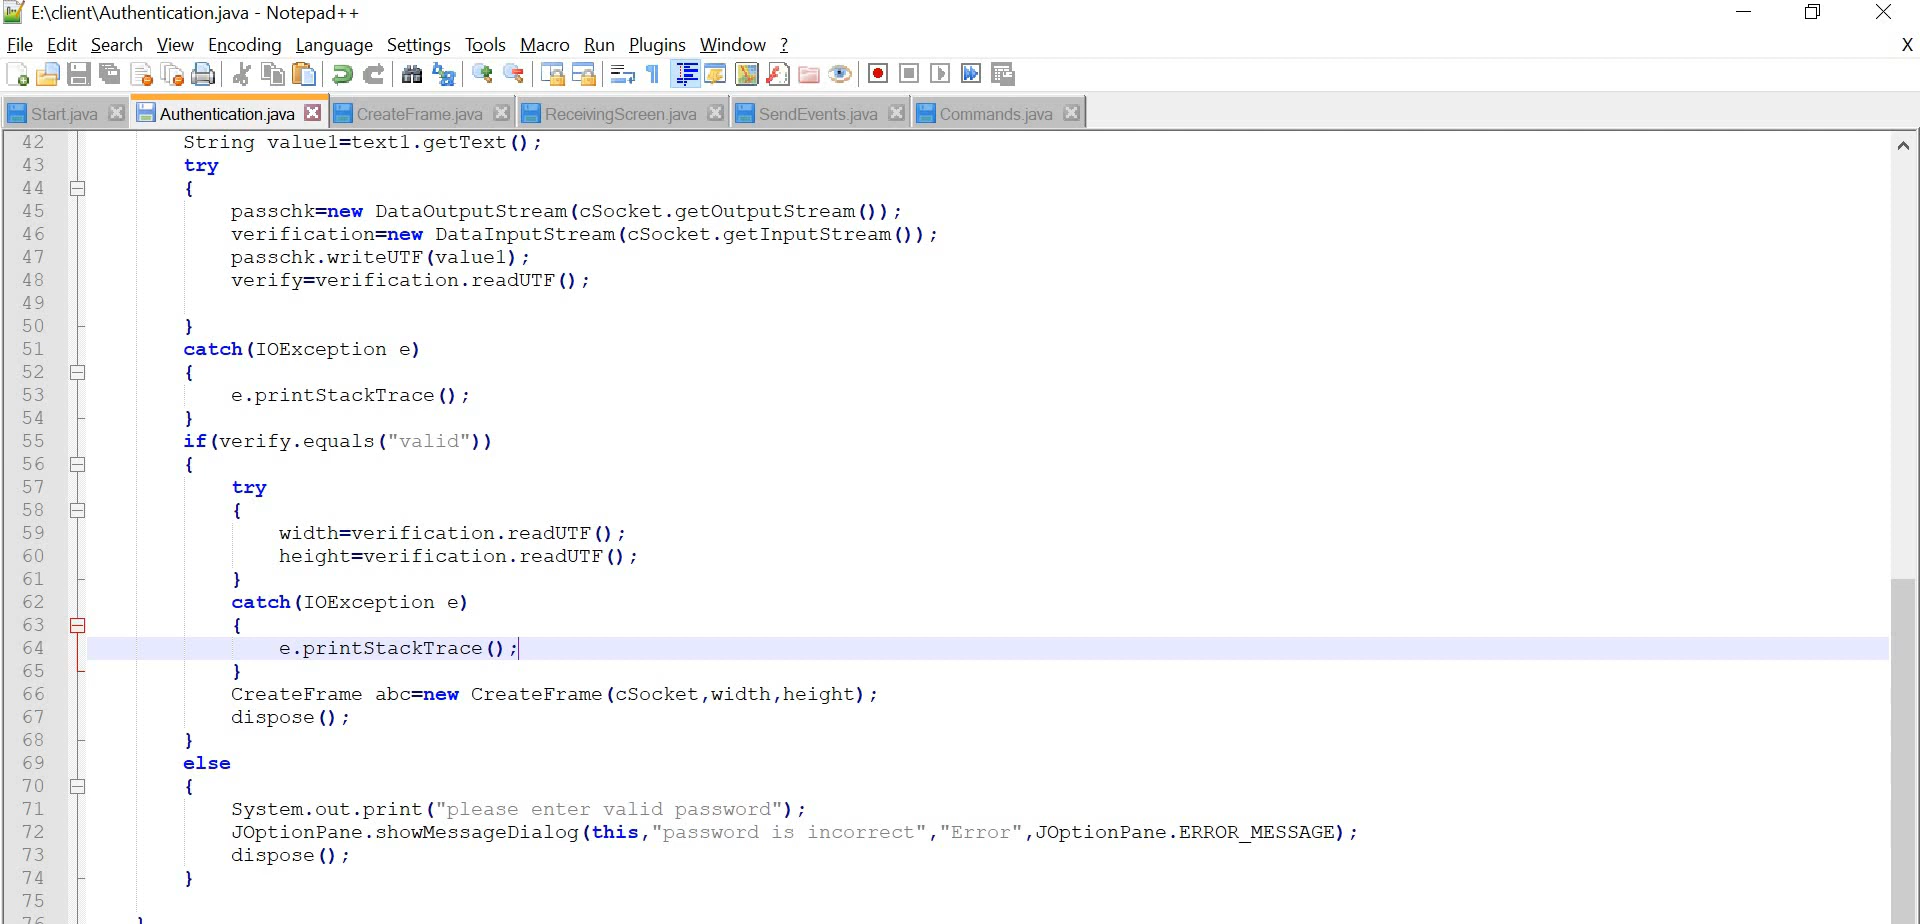 E:\client\Authentication.java - Notepad++
File Edit Search View Encoding Language Settings Tools Macro Run Plugins Window ?
X
Start.java Authentication.java CreateFrame.java ReceivingScreen.java SendEvents.java Commands.java
42 String value1=text1.getText();
43 try
44 {
45 passchk=new DataOutputStream(cSocket.getOutputStream());
46 verification=new DataInputStream(cSocket.getInputStream());
47 passchk.writeUTF(value1);
48 verify=verification.readUTF();
49
50 }
51 catch(IOException e)
52 {
53 e.printStackTrace();
54 }
55 if(verify.equals("valid"))
56 {
57 try
58 {
59 width=verification.readUTF();
60 height=verification.readUTF();
61 }
62 catch(IOException e)
63 {
64 e.printStackTrace();
65 }
66 CreateFrame abc=new CreateFrame(cSocket,width,height);
67 dispose();
68 }
69 else
70 {
71 System.out.print("please enter valid password");
72 JOptionPane.showMessageDialog(this,"password is incorrect","Error",JOptionPane.ERROR_MESSAGE);
73 dispose();
74 }
75
76 }